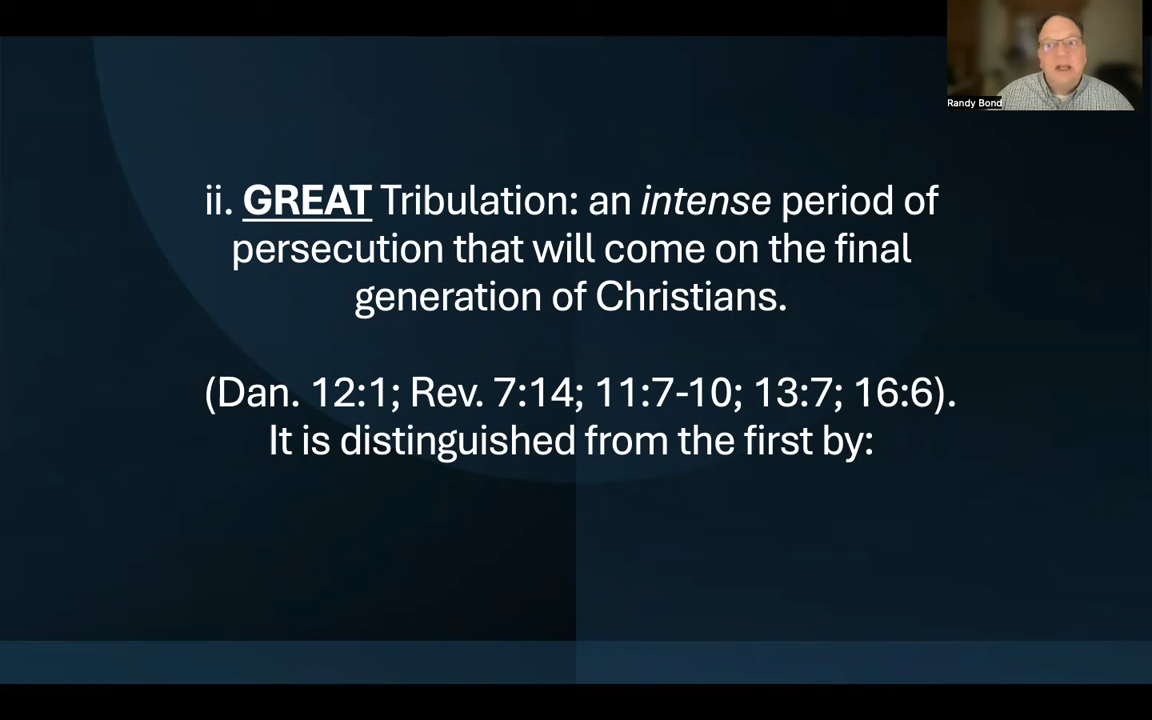 Randy Bond
ii. GREAT Tribulation: an intense period of
persecution that will come on the final
generation of Christians.
(Dan. 12:1; Rev. 7:14; 11:7-10; 13:7; 16:6).
It is distinguished from the first by: